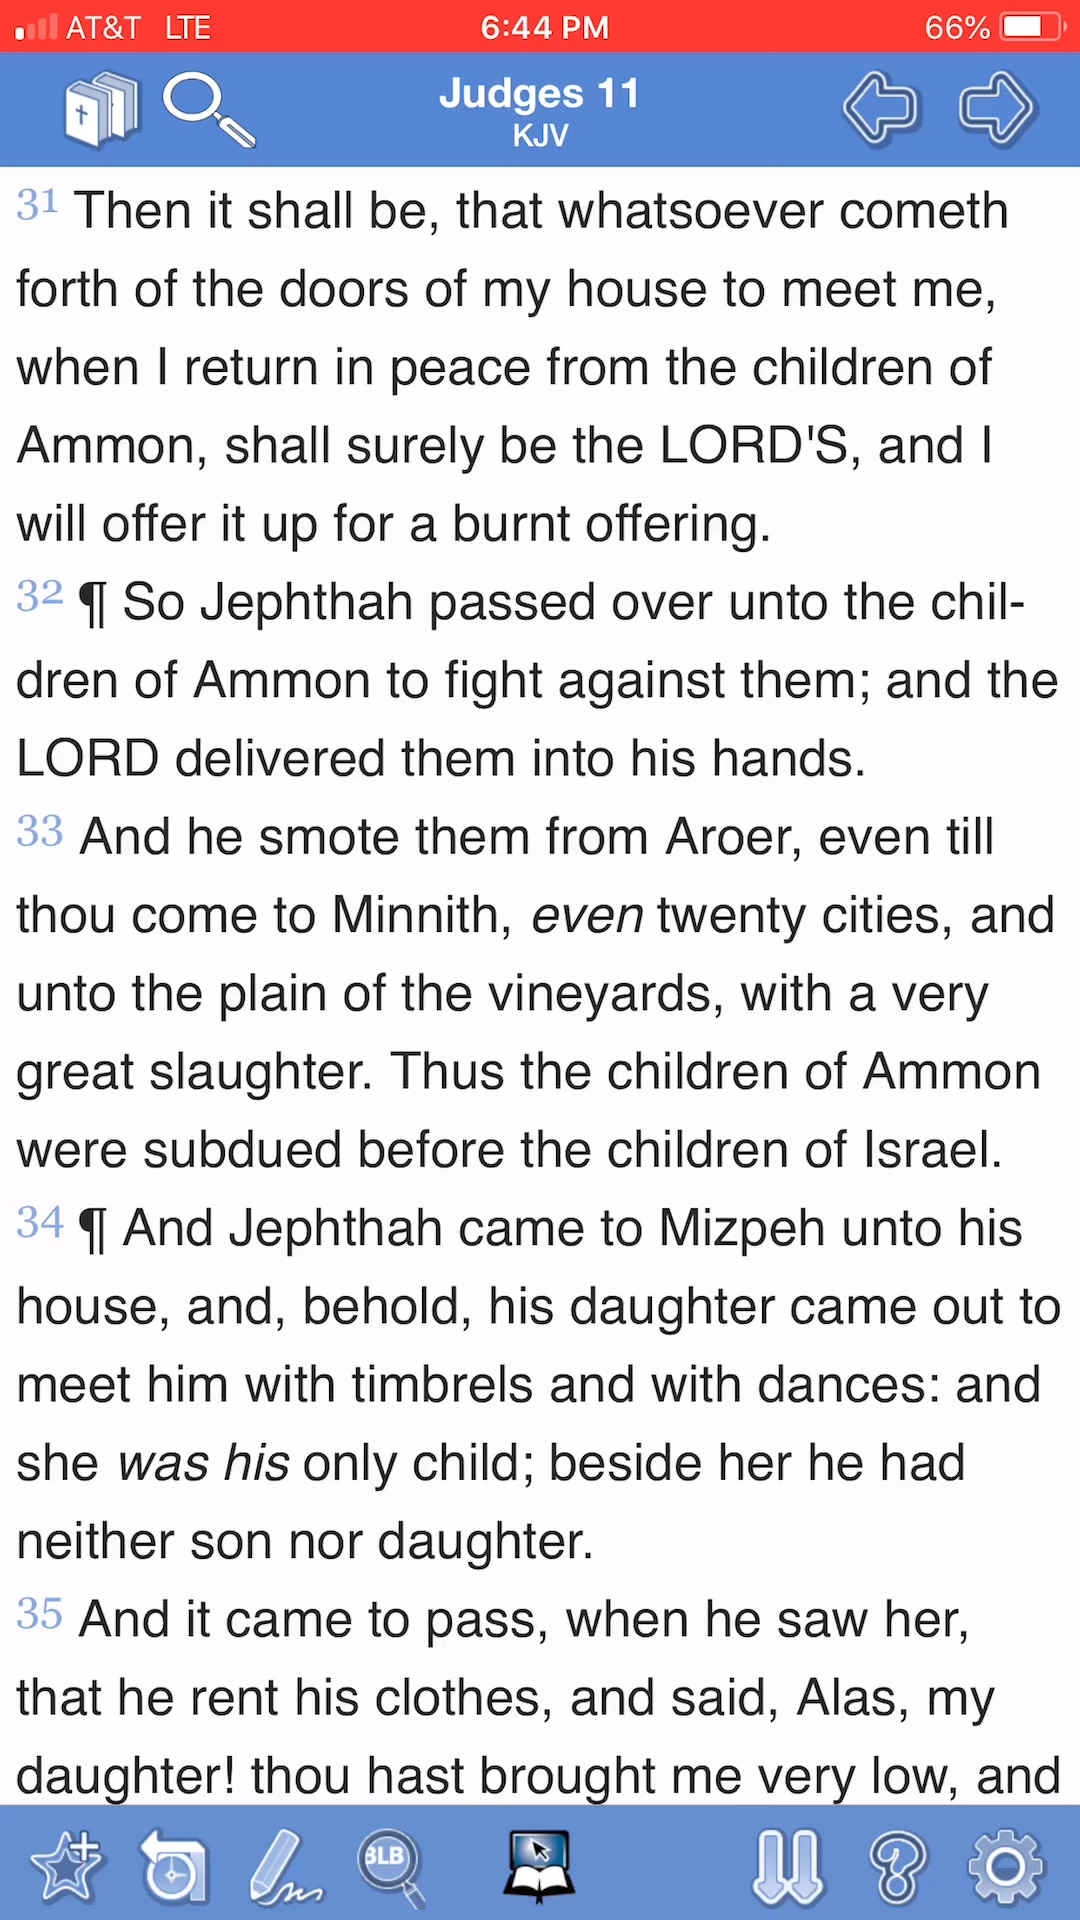 AT&T LTE 6:44 PM 66%
Judges 11
KJV
31 Then it shall be, that whatsoever cometh
forth of the doors of my house to meet me,
when I return in peace from the children of
Ammon, shall surely be the LORD'S, and I
will offer it up for a burnt offering.
32 ¶ So Jephthah passed over unto the chil-
dren of Ammon to fight against them; and the
LORD delivered them into his hands.
33 And he smote them from Aroer, even till
thou come to Minnith, even twenty cities, and
unto the plain of the vineyards, with a very
great slaughter. Thus the children of Ammon
were subdued before the children of Israel.
34 ¶ And Jephthah came to Mizpeh unto his
house, and, behold, his daughter came out to
meet him with timbrels and with dances: and
she was his only child; beside her he had
neither son nor daughter.
35 And it came to pass, when he saw her,
that he rent his clothes, and said, Alas, my
daughter! thou hast brought me very low, and
BLB